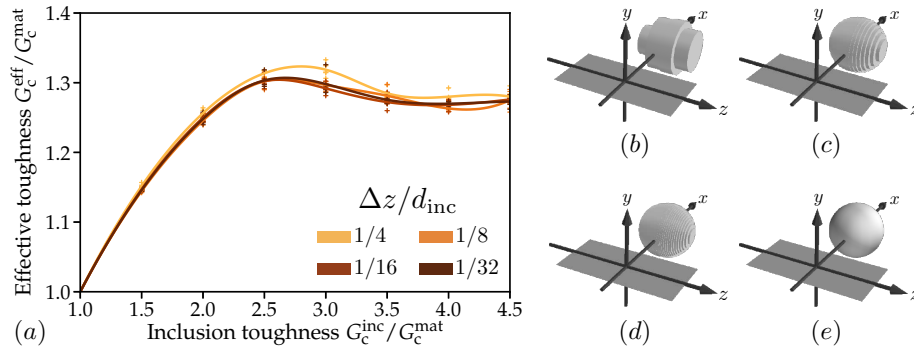 Effective toughness G_c^eff/G_c^mat
1.4
1.3
1.2
1.1
1.0
Δz/d_inc
1/4
1/8
1/16
1/32
1.0 1.5 2.0 2.5 3.0 3.5 4.0 4.5
(a)
Inclusion toughness G_c^inc/G_c^mat
y
x
z
(b)
y
x
z
(c)
y
x
z
(d)
y
x
z
(e)